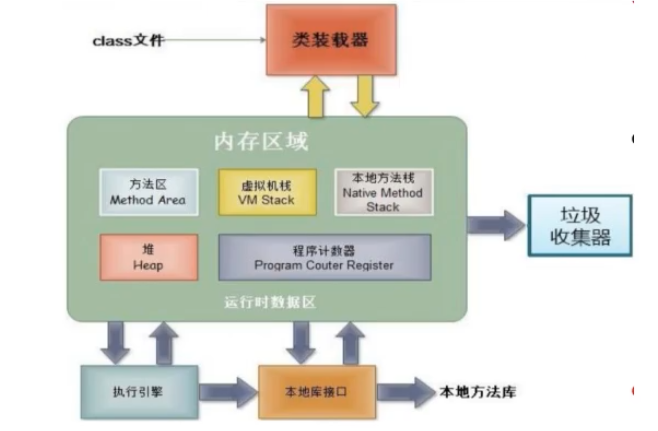 class文件
类装载器
内存区域
方法区
Method Area
虚拟机栈
VM Stack
本地方法栈
Native Method
Stack
堆
Heap
程序计数器
Program Couter Register
运行时数据区
垃圾
收集器
执行引擎
本地库接口
本地方法库